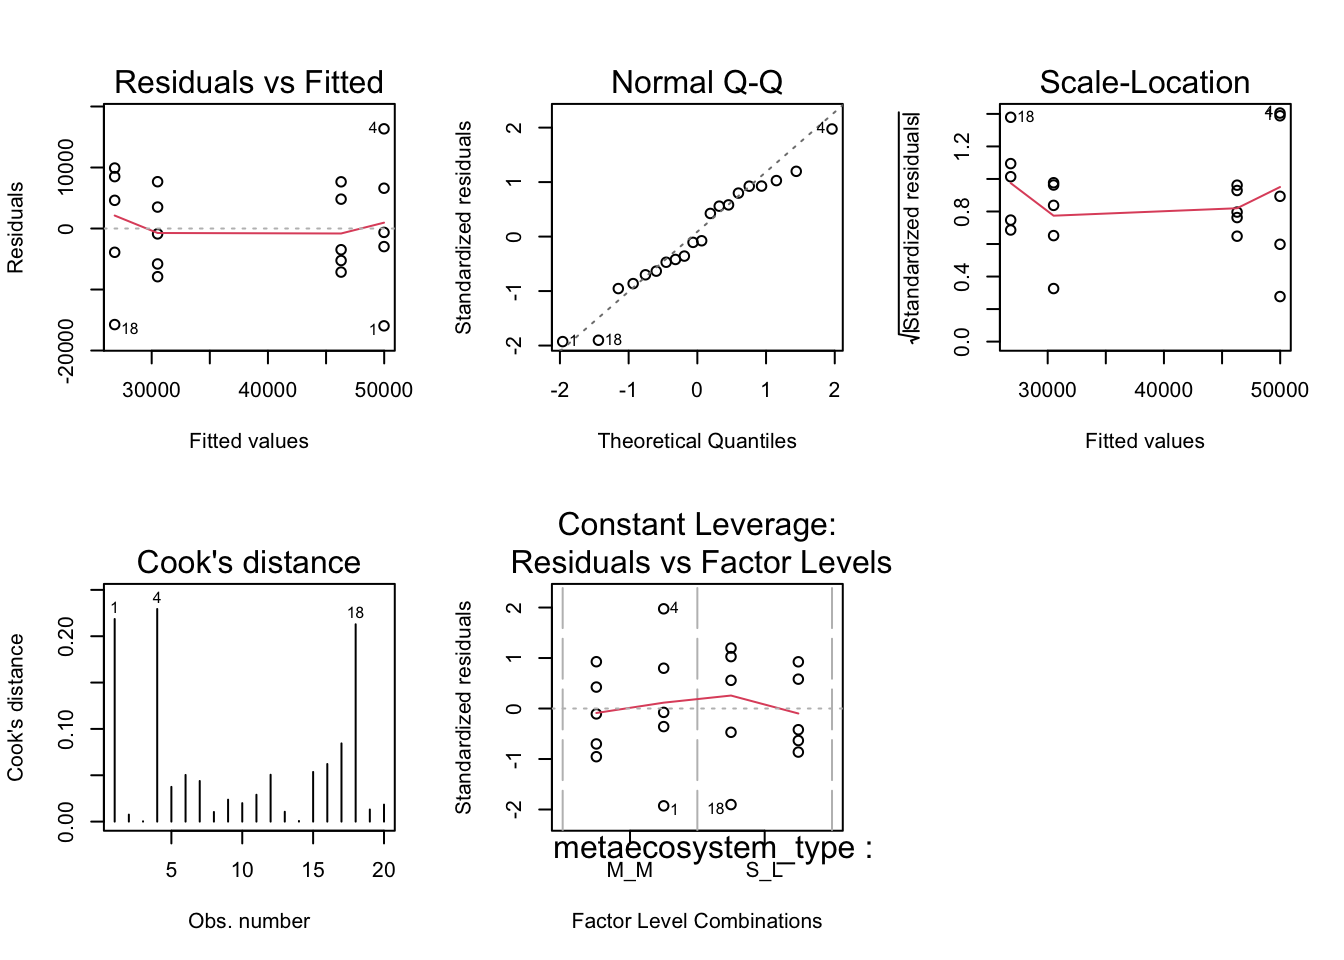 Residuals vs Fitted
Residuals
-20000 0 10000
4
18
1
30000 40000 50000
Fitted values
Normal Q-Q
Standardized residuals
-2 -1 0 1 2
4
1
18
-2 -1 0 1 2
Theoretical Quantiles
Scale-Location
√|Standardized residuals|
0.0 0.4 0.8 1.2
18
4
30000 40000 50000
Fitted values
Cook's distance
Cook's distance
0.00 0.10 0.20
1
4
18
5 10 15 20
Obs. number
Constant Leverage:
Residuals vs Factor Levels
Standardized residuals
-2 -1 0 1 2
4
1
18
metaecosystem_type :
M_M S_L
Factor Level Combinations